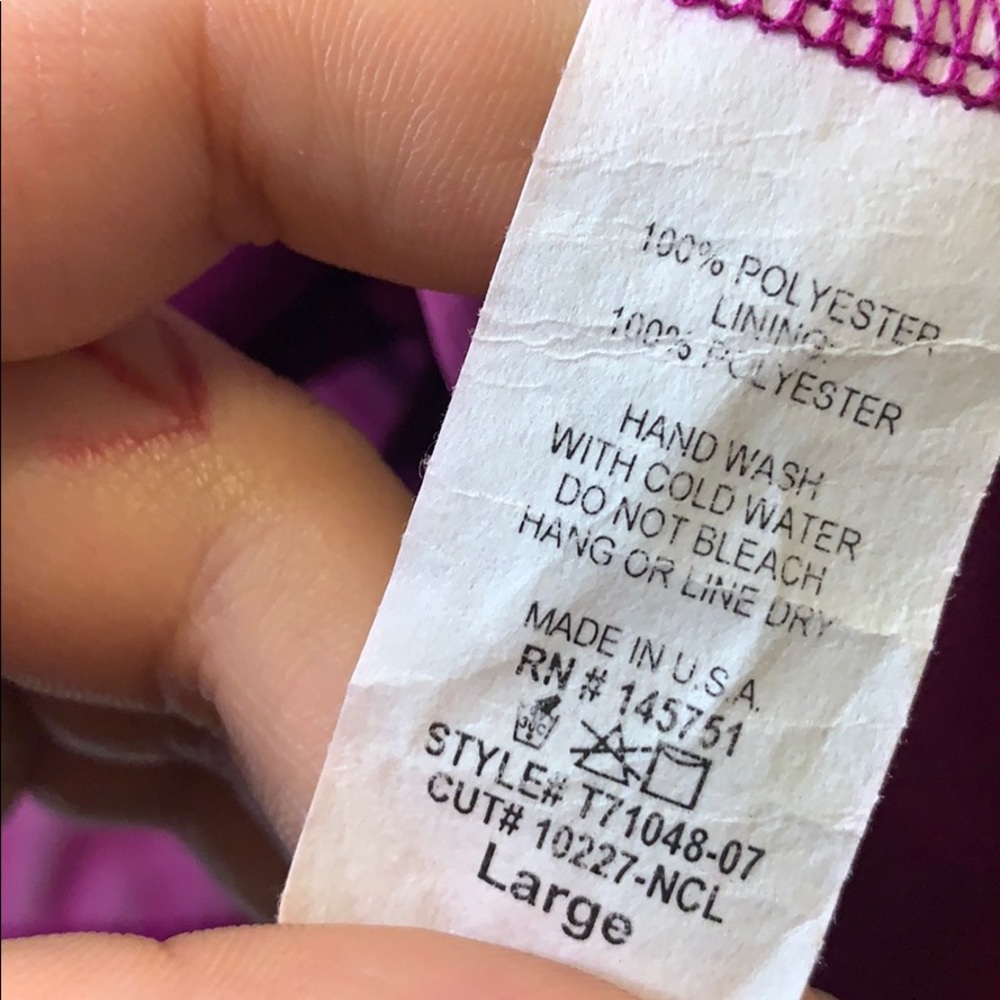 100% POLYESTER
LINING:
100% POLYESTER
HAND WASH
WITH COLD WATER
DO NOT BLEACH
HANG OR LINE DRY
MADE IN U.S.A.
RN # 145751
30C
STYLE# T71048-07
CUT# 10227-NCL
Large